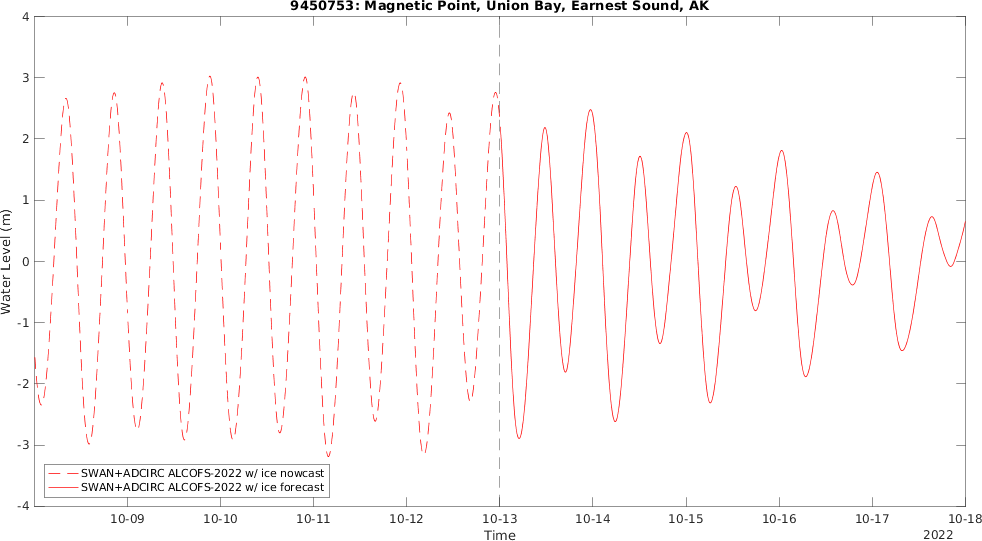 9450753: Magnetic Point, Union Bay, Earnest Sound, AK
4
3
2
1
0
-1
-2
-3
-4
Water Level (m)
SWAN+ADCIRC ALCOFS-2022 w/ ice nowcast
SWAN+ADCIRC ALCOFS-2022 w/ ice forecast
10-09 10-10 10-11 10-12 10-13 10-14 10-15 10-16 10-17 10-18
Time
2022